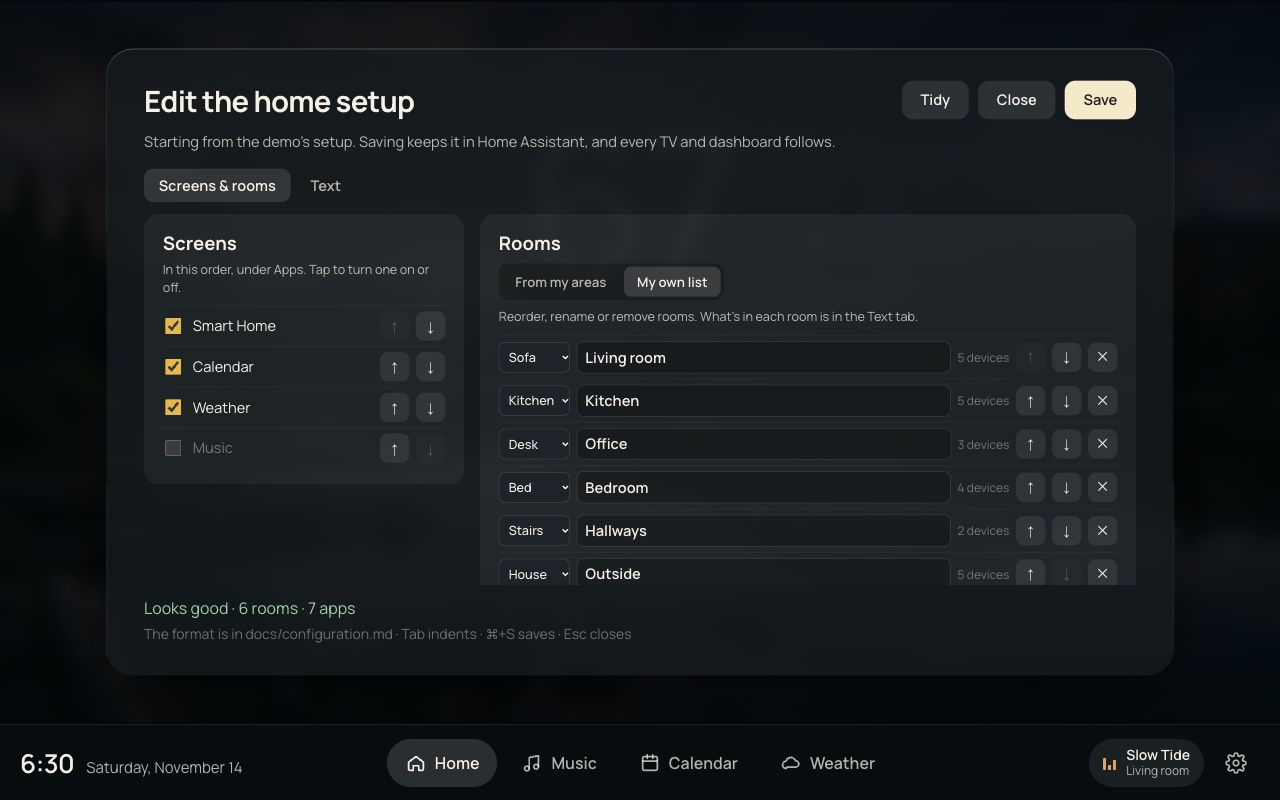 Edit the home setup
Tidy
Close
Save
Starting from the demo's setup. Saving keeps it in Home Assistant, and every TV and dashboard follows.
Screens & rooms
Text
Screens
In this order, under Apps. Tap to turn one on or
off.
Smart Home ↑ ↓
Calendar ↑ ↓
Weather ↑ ↓
Music ↑ ↓
Rooms
From my areas
My own list
Reorder, rename or remove rooms. What's in each room is in the Text tab.
Sofa Living room 5 devices ↑ ↓ ×
Kitchen Kitchen 5 devices ↑ ↓ ×
Desk Office 3 devices ↑ ↓ ×
Bed Bedroom 4 devices ↑ ↓ ×
Stairs Hallways 2 devices ↑ ↓ ×
House Outside 5 devices ↑ ↓ ×
Looks good · 6 rooms · 7 apps
The format is in docs/configuration.md · Tab indents · ⌘+S saves · Esc closes
6:30 Saturday, November 14
Home
Music
Calendar
Weather
Slow Tide
Living room